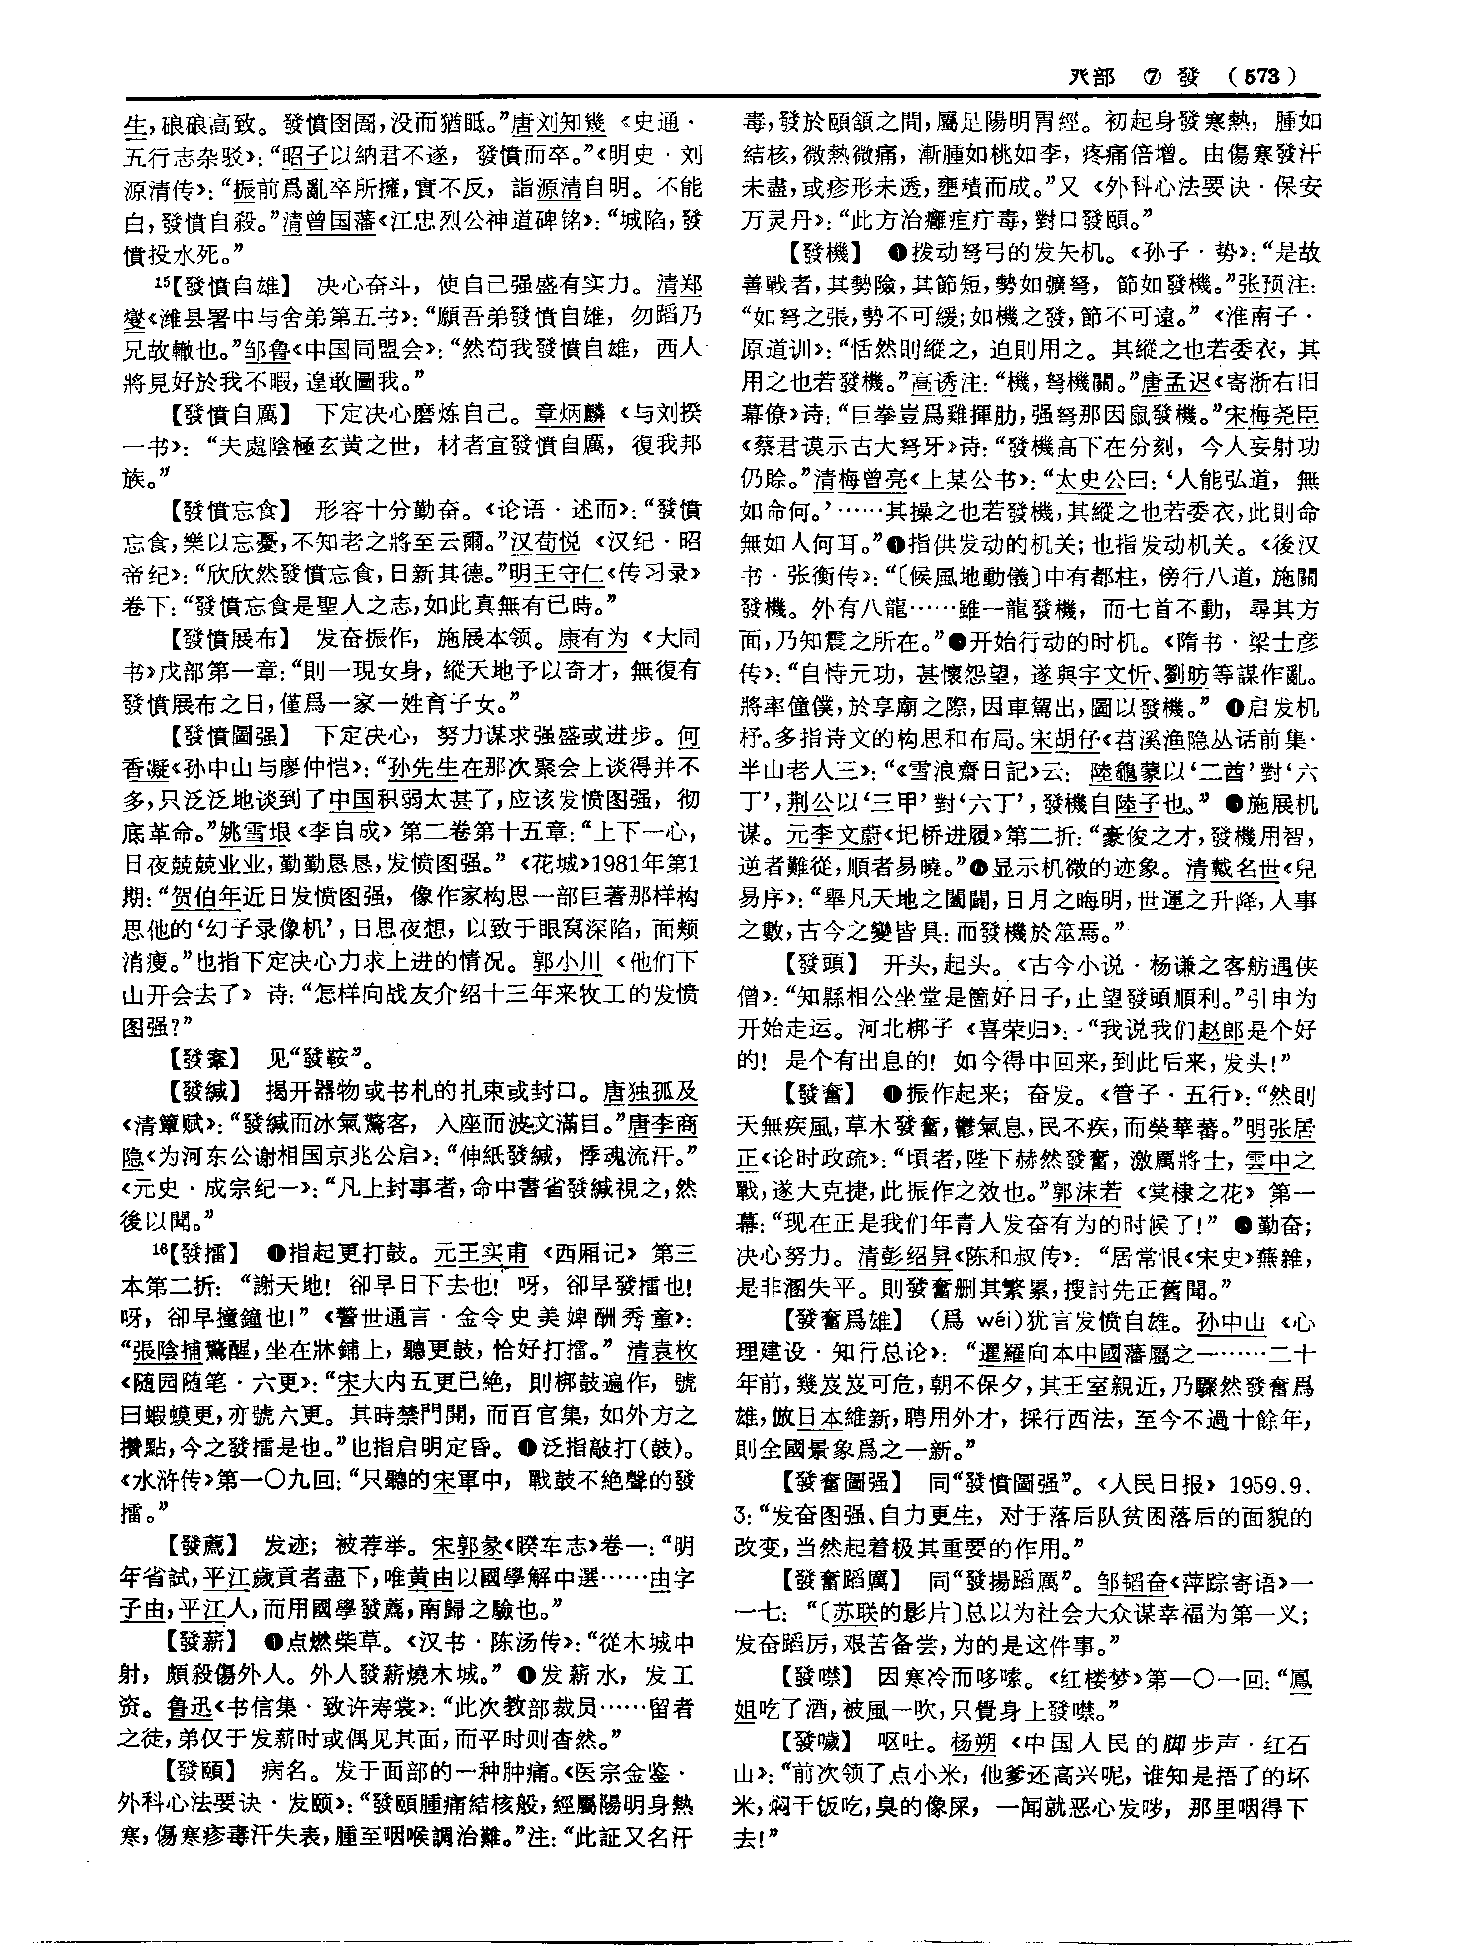 癶部 ⑦ 發 (573)
生，硠硠高致。發憤图圄，没而猶眡。”唐刘知幾《史通·
五行志杂驳》：“昭子以納君不遂，發憤而卒。”《明史·刘
源清传》：“振前爲亂卒所擁，實不反，詣源清自明。不能
白，發憤自殺。”清曾国藩《江忠烈公神道碑铭》：“城陷，發
憤投水死。”
15【發憤自雄】 决心奋斗，使自己强盛有实力。清郑
燮《潍县署中与舍弟第五书》：“願吾弟發憤自雄，勿蹈乃
兄故轍也。”邹鲁《中国同盟会》：“然苟我發憤自雄，西人
將見好於我不暇，遑敢圖我。”
【發憤自厲】 下定决心磨炼自己。章炳麟《与刘揆
一书》：“夫處陰極玄黄之世，材者宜發憤自厲，復我邦
族。”
【發憤忘食】 形容十分勤奋。《论语·述而》：“發憤
忘食，樂以忘憂，不知老之將至云爾。”汉荀悦《汉纪·昭
帝纪》：“欣欣然發憤忘食，日新其德。”明王守仁《传习录》
卷下：“發憤忘食是聖人之志，如此真無有已時。”
【發憤展布】 发奋振作，施展本领。康有为《大同
书》戊部第一章：“則一現女身，縱天地予以奇才，無復有
發憤展布之日，僅爲一家一姓育子女。”
【發憤圖强】 下定决心，努力谋求强盛或进步。何
香凝《孙中山与廖仲恺》：“孙先生在那次聚会上谈得并不
多，只泛泛地谈到了中国积弱太甚了，应该发愤图强，彻
底革命。”姚雪垠《李自成》第二卷第十五章：“上下一心，
日夜兢兢业业，勤勤恳恳，发愤图强。”《花城》1981年第1
期：“贺伯年近日发愤图强，像作家构思一部巨著那样构
思他的‘幻子录像机’，日思夜想，以致于眼窝深陷，面颊
消瘦。”也指下定决心力求上进的情况。郭小川《他们下
山开会去了》诗：“怎样向战友介绍十三年来牧工的发愤
图强？”
【發案】 见“發鞍”。
【發緘】 揭开器物或书札的扎束或封口。唐独孤及
《清簟赋》：“發緘而冰氣驚客，入座而波文滿目。”唐李商
隐《为河东公谢相国京兆公启》：“伸紙發緘，悸魂流汗。”
《元史·成宗纪一》：“凡上封事者，命中書省發緘視之，然
後以聞。”
16【發擂】 ❶指起更打鼓。元王实甫《西厢记》第三
本第二折：“謝天地！卻早日下去也！呀，卻早發擂也！
呀，卻早撞鐘也！”《警世通言·金令史美婢酬秀童》：
“張陰捕驚醒，坐在牀鋪上，聽更鼓，恰好打擂。”清袁枚
《随园随笔·六更》：“宋大内五更已絶，則梆鼓遍作，號
曰蝦蟆更，亦號六更。其時禁門開，而百官集，如外方之
攢點，今之發擂是也。”也指启明定昏。❷泛指敲打（鼓）。
《水浒传》第一〇九回：“只聽的宋軍中，戰鼓不絶聲的發
擂。”
【發薦】 发迹；被荐举。宋郭彖《睽车志》卷一：“明
年省試，平江歲貢者盡下，唯黄由以國學解中選……由字
子由，平江人，而用國學發薦，南歸之驗也。”
【發薪】 ❶点燃柴草。《汉书·陈汤传》：“從木城中
射，頗殺傷外人。外人發薪燒木城。”❷发薪水，发工
资。鲁迅《书信集·致许寿裳》：“此次教部裁员……留者
之徒，弟仅于发薪时或偶见其面，而平时则杳然。”
【發頤】 病名。发于面部的一种肿痛。《医宗金鉴·
外科心法要诀·发颐》：“發頤腫痛結核般，經屬陽明身熱
寒，傷寒疹毒汗失表，腫至咽喉調治難。”注：“此証又名汗
毒，發於頤頷之間，屬足陽明胃經。初起身發寒熱，腫如
結核，微熱微痛，漸腫如桃如李，疼痛倍增。由傷寒發汗
未盡，或疹形未透，壅積而成。”又《外科心法要诀·保安
万灵丹》：“此方治癰疽疔毒，對口發頤。”
【發機】 ❶拨动弩弓的发矢机。《孙子·势》：“是故
善戰者，其勢險，其節短，勢如彍弩，節如發機。”张预注：
“如弩之張，勢不可緩；如機之發，節不可遠。”《淮南子·
原道训》：“恬然則縱之，迫則用之。其縱之也若委衣，其
用之也若發機。”高诱注：“機，弩機關。”唐孟迟《寄浙右旧
幕僚》诗：“巨拳豈爲雞揮肋，强弩那因鼠發機。”宋梅尧臣
《蔡君谟示古大弩牙》诗：“發機高下在分刻，今人妄射功
仍賒。”清梅曾亮《上某公书》：“太史公曰：‘人能弘道，無
如命何。’……其操之也若發機，其縱之也若委衣，此則命
無如人何耳。”❷指供发动的机关；也指发动机关。《後汉
书·张衡传》：“〔候風地動儀〕中有都柱，傍行八道，施關
發機。外有八龍……雖一龍發機，而七首不動，尋其方
面，乃知震之所在。”❸开始行动的时机。《隋书·梁士彦
传》：“自恃元功，甚懷怨望，遂與宇文忻、劉昉等謀作亂。
將率僮僕，於享廟之際，因車駕出，圖以發機。”❹启发机
杼。多指诗文的构思和布局。宋胡仔《苕溪渔隐丛话前集·
半山老人三》：“《雪浪齋日記》云：陸龜蒙以‘二酋’對‘六
丁’，荆公以‘三甲’對‘六丁’，發機自陸子也。”❺施展机
谋。元李文蔚《圯桥进履》第二折：“豪俊之才，發機用智，
逆者難從，順者易曉。”❻显示机微的迹象。清戴名世《兒
易序》：“舉凡天地之闔闢，日月之晦明，世運之升降，人事
之數，古今之變皆具：而發機於筮焉。”
【發頭】 开头，起头。《古今小说·杨谦之客舫遇侠
僧》：“知縣相公坐堂是箇好日子，止望發頭順利。”引申为
开始走运。河北梆子《喜荣归》：“我说我们赵郎是个好
的！是个有出息的！如今得中回来，到此后来，发头！”
【發奮】 ❶振作起来；奋发。《管子·五行》：“然則
天無疾風，草木發奮，鬱氣息，民不疾，而榮華蕃。”明张居
正《论时政疏》：“頃者，陛下赫然發奮，激厲將士，雲中之
戰，遂大克捷，此振作之效也。”郭沫若《棠棣之花》第一
幕：“现在正是我们年青人发奋有为的时候了！”❷勤奋；
决心努力。清彭绍昇《陈和叔传》：“居常恨《宋史》蕪雜，
是非溷失平。則發奮删其繁累，搜討先正舊聞。”
【發奮爲雄】 （爲 wéi）犹言发愤自雄。孙中山《心
理建设·知行总论》：“暹羅向本中國藩屬之一……二十
年前，幾岌岌可危，朝不保夕，其王室親近，乃驟然發奮爲
雄，倣日本維新，聘用外才，採行西法，至今不過十餘年，
則全國景象爲之一新。”
【發奮圖强】 同“發憤圖强”。《人民日报》1959.9.
3：“发奋图强、自力更生，对于落后队贫困落后的面貌的
改变，当然起着极其重要的作用。”
【發奮蹈厲】 同“發揚蹈厲”。邹韬奋《萍踪寄语》一
一七：“〔苏联的影片〕总以为社会大众谋幸福为第一义；
发奋蹈厉，艰苦备尝，为的是这件事。”
【發噤】 因寒冷而哆嗦。《红楼梦》第一〇一回：“鳳
姐吃了酒，被風一吹，只覺身上發噤。”
【發噦】 呕吐。杨朔《中国人民的脚步声·红石
山》：“前次领了点小米，他爹还高兴呢，谁知是捂了的坏
米，焖干饭吃，臭的像屎，一闻就恶心发哕，那里咽得下
去！”